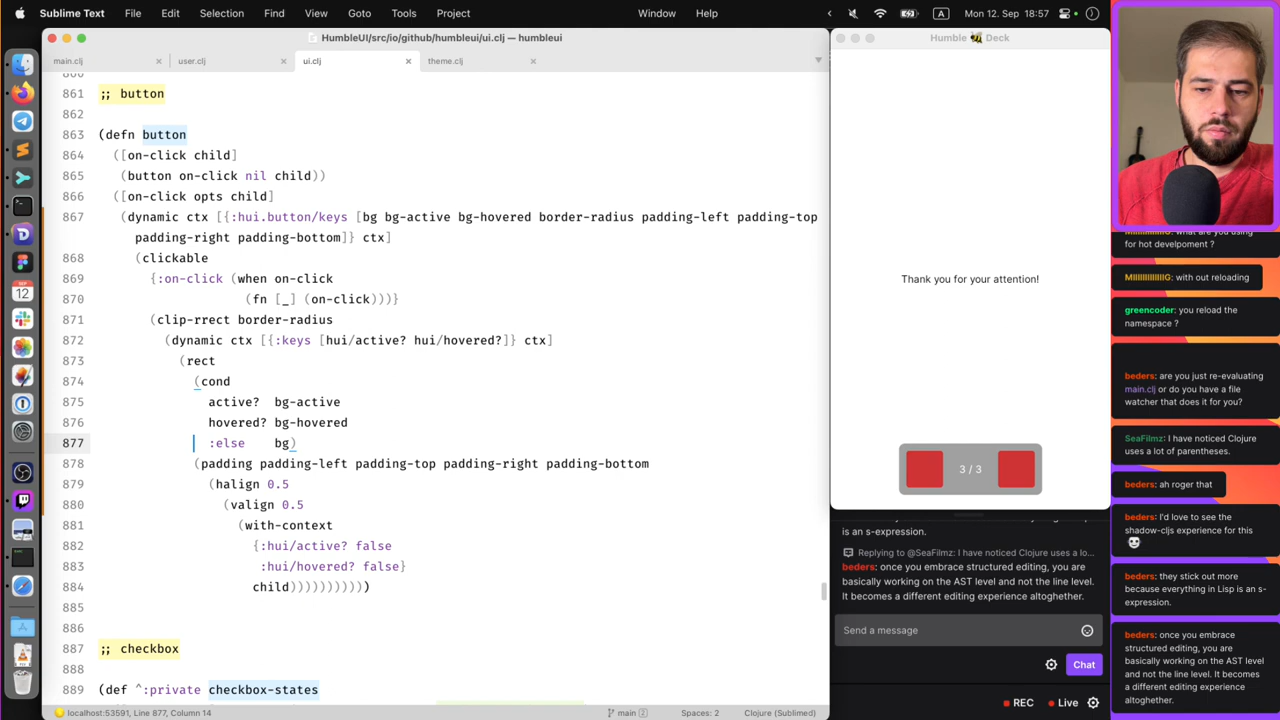 Sublime Text File Edit Selection Find View Goto Tools Project Window Help Mon 12. Sep 18:57
HumbleUI/src/io/github/humbleui/ui.clj — humbleui
main.clj user.clj ui.clj theme.clj
861 ;; button
862
863 (defn button
864 ([on-click child]
865 (button on-click nil child))
866 ([on-click opts child]
867 (dynamic ctx [{:hui.button/keys [bg bg-active bg-hovered border-radius padding-left padding-top
padding-right padding-bottom]} ctx]
868 (clickable
869 {:on-click (when on-click
870 (fn [_] (on-click)))}
871 (clip-rrect border-radius
872 (dynamic ctx [{:keys [hui/active? hui/hovered?]} ctx]
873 (rect
874 (cond
875 active? bg-active
876 hovered? bg-hovered
877 :else bg)
878 (padding padding-left padding-top padding-right padding-bottom
879 (halign 0.5
880 (valign 0.5
881 (with-context
882 {:hui/active? false
883 :hui/hovered? false}
884 child))))))))))
885
886
887 ;; checkbox
888
889 (def ^:private checkbox-states
localhost:53591, Line 877, Column 14 main 2 Spaces: 2 Clojure (Sublimed)
Humble 🐝 Deck
Thank you for your attention!
3 / 3
is an s-expression.
Replying to @SeaFilmz: I have noticed Clojure uses a lo...
beders: once you embrace structured editing, you are
basically working on the AST level and not the line level.
It becomes a different editing experience altoghether.
Send a message
Chat
REC Live
for hot develpoment ?
MIIIIIIIIIIIG: with out reloading
greencoder: you reload the
namespace ?
beders: are you just re-evaluating
main.clj or do you have a file
watcher that does it for you?
SeaFilmz: I have noticed Clojure
uses a lot of parentheses.
beders: ah roger that
beders: I'd love to see the
shadow-cljs experience for this
beders: they stick out more
because everything in Lisp is an s-
expression.
beders: once you embrace
structured editing, you are
basically working on the AST level
and not the line level. It becomes
a different editing experience
altoghether.